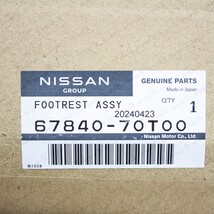 NISSAN
GROUP
GENUINE PARTS
Made in Japan
FOOTREST ASSY
QTY
1
20240423
67840-70T00
Nissan Motor Co., Ltd.